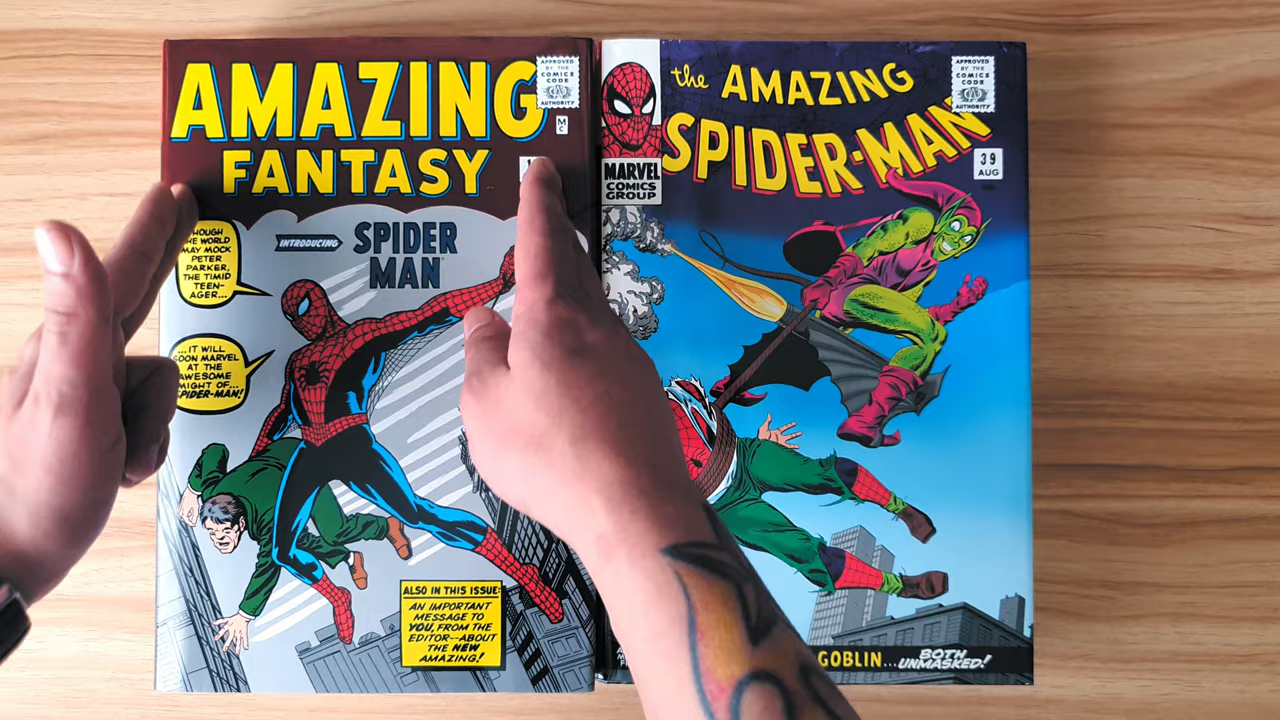 AMAZING
FANTASY
APPROVED
BY THE
COMICS
CODE
AUTHORITY
M
C
INTRODUCING
SPIDER
MAN
THE WORLD
MAY MOCK
PETER
PARKER,
THE TIMID
TEEN-
AGER...
...IT WILL
SOON MARVEL
AT THE
AWESOME
MIGHT OF...
SPIDER-MAN!
ALSO IN THIS ISSUE:
AN IMPORTANT
MESSAGE TO
YOU, FROM THE
EDITOR--ABOUT
THE NEW
AMAZING!
the AMAZING
SPIDER-MAN
MARVEL
COMICS
GROUP
APPROVED
BY THE
COMICS
CODE
AUTHORITY
39
AUG
GOBLIN...BOTH
UNMASKED!